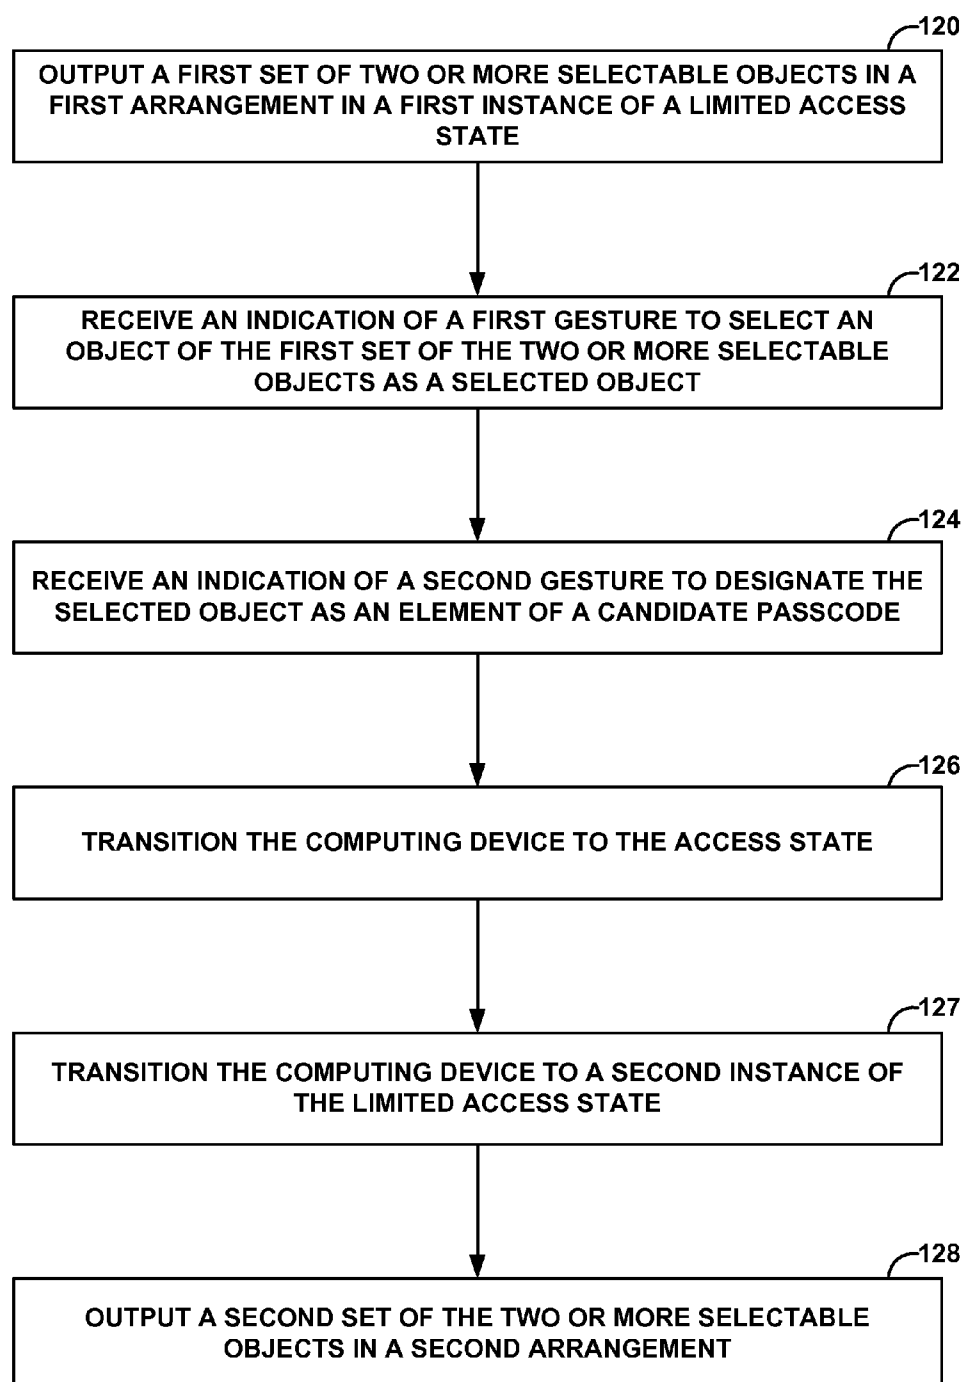 120
OUTPUT A FIRST SET OF TWO OR MORE SELECTABLE OBJECTS IN A
FIRST ARRANGEMENT IN A FIRST INSTANCE OF A LIMITED ACCESS
STATE
122
RECEIVE AN INDICATION OF A FIRST GESTURE TO SELECT AN
OBJECT OF THE FIRST SET OF THE TWO OR MORE SELECTABLE
OBJECTS AS A SELECTED OBJECT
124
RECEIVE AN INDICATION OF A SECOND GESTURE TO DESIGNATE THE
SELECTED OBJECT AS AN ELEMENT OF A CANDIDATE PASSCODE
126
TRANSITION THE COMPUTING DEVICE TO THE ACCESS STATE
127
TRANSITION THE COMPUTING DEVICE TO A SECOND INSTANCE OF
THE LIMITED ACCESS STATE
128
OUTPUT A SECOND SET OF THE TWO OR MORE SELECTABLE
OBJECTS IN A SECOND ARRANGEMENT